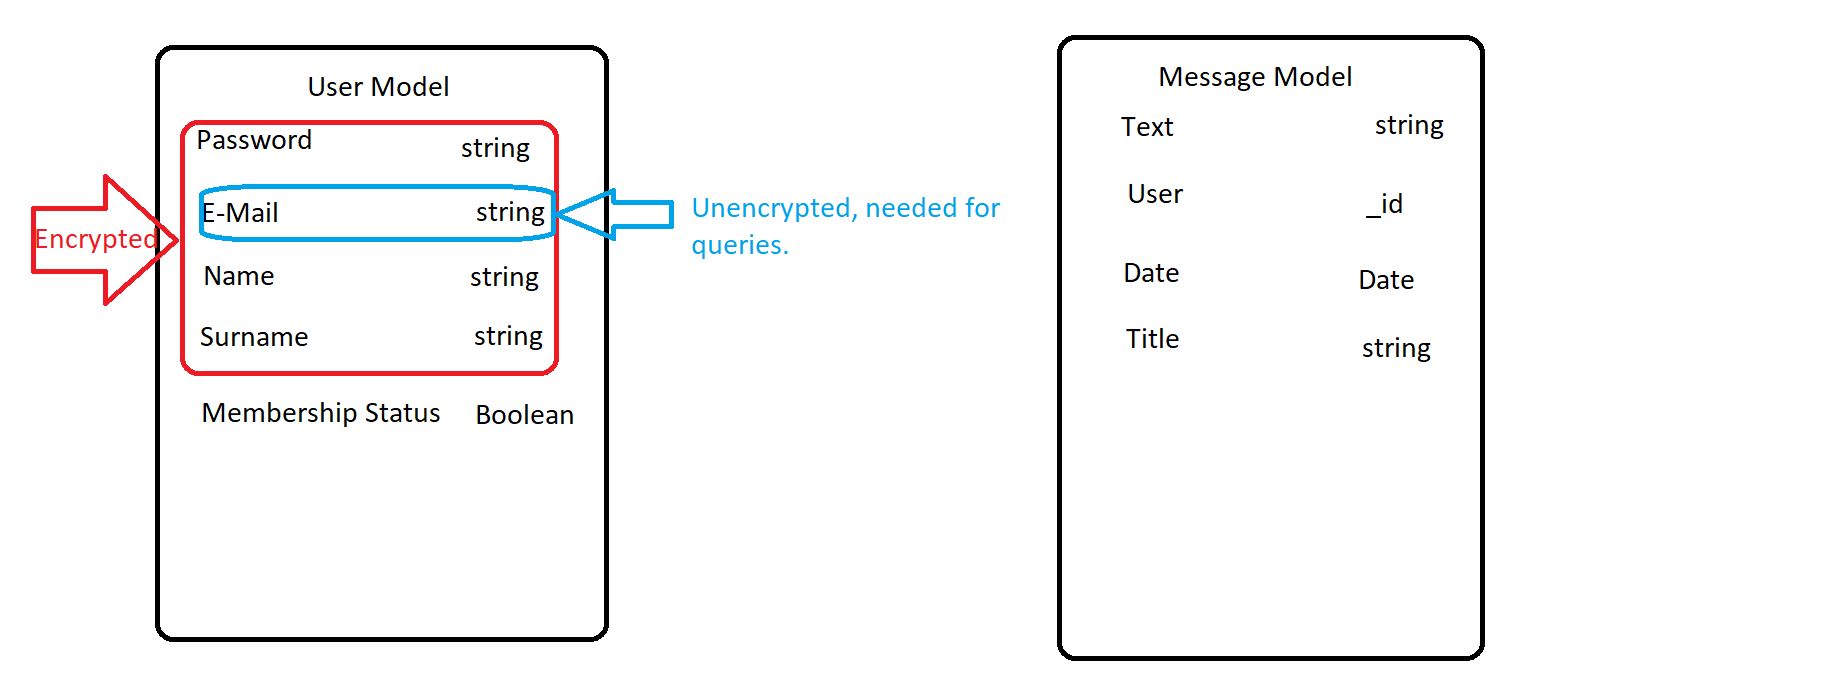 User Model
Password string
E-Mail string
Name string
Surname string
Membership Status Boolean
Encrypted
Unencrypted, needed for
queries.
Message Model
Text string
User _id
Date Date
Title string